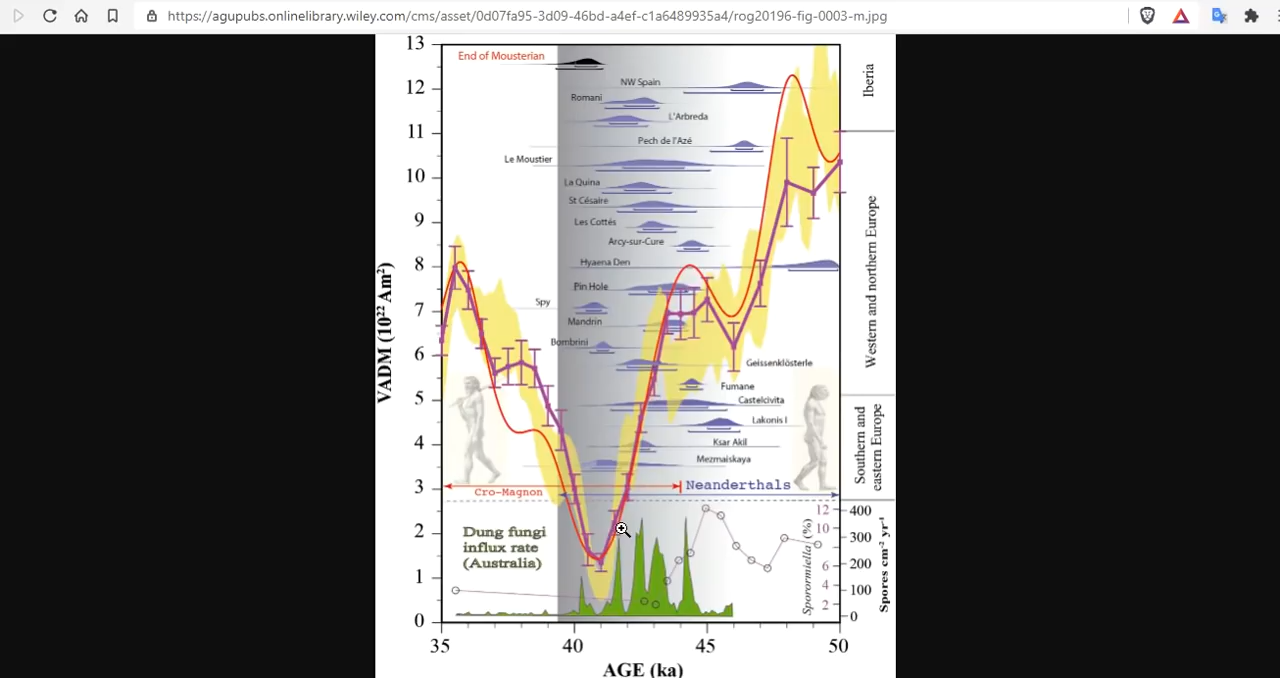 https://agupubs.onlinelibrary.wiley.com/cms/asset/0d07fa95-3d09-46bd-a4ef-c1a6489935a4/rog20196-fig-0003-m.jpg
13
12
11
10
9
8
7
6
5
4
3
2
1
0
VADM (10²² Am²)
End of Mousterian
NW Spain
Romani
L'Arbreda
Pech de l'Azé
Le Moustier
La Quina
St Césaire
Les Cottés
Arcy-sur-Cure
Hyaena Den
Pin Hole
Spy
Mandrin
Bombrini
Geissenklösterle
Fumane
Castelcivita
Lakonis I
Ksar Akil
Mezmaiskaya
Cro-Magnon
Neanderthals
Dung fungi
influx rate
(Australia)
Iberia
Western and northern Europe
Southern and
eastern Europe
Sporormiella (%)
12
10
6
4
2
400
300
200
100
0
Spores cm⁻² yr⁻¹
35
40
45
50
AGE (ka)